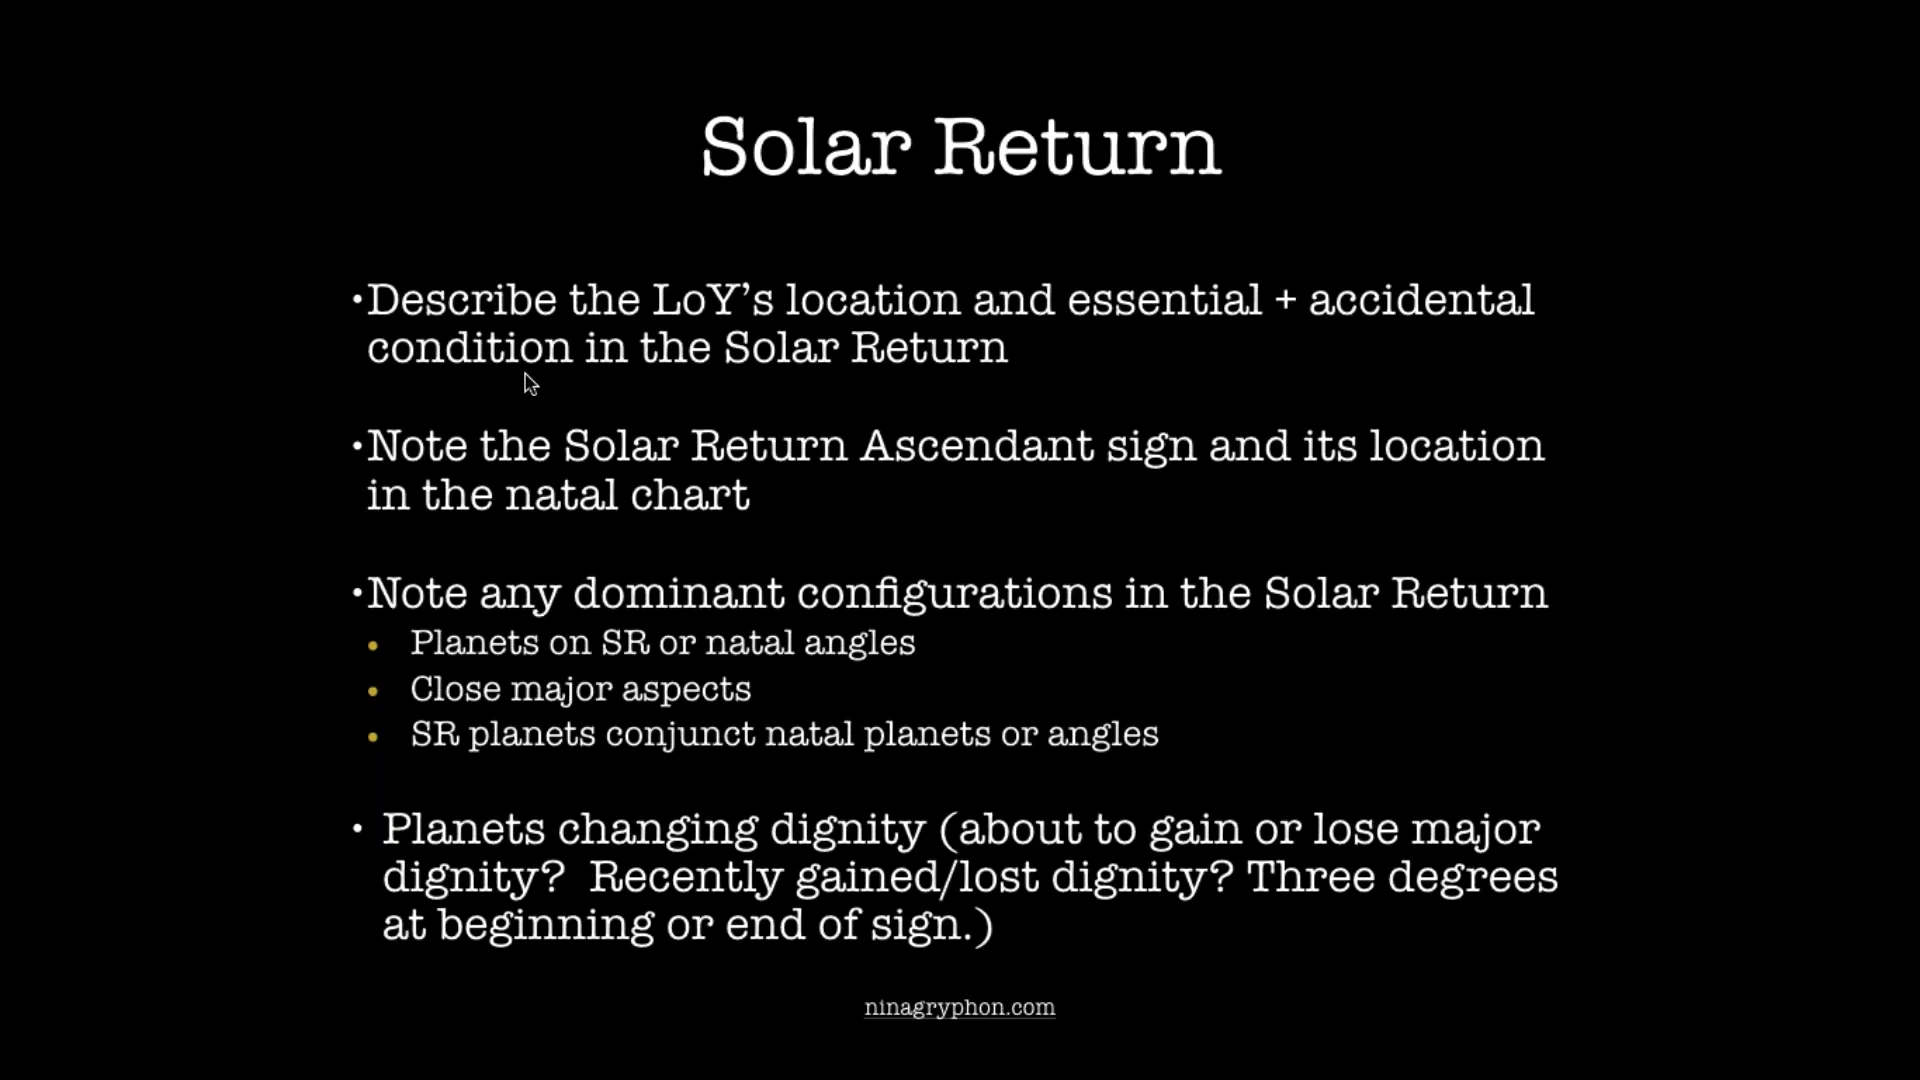 Solar Return
•Describe the LoY’s location and essential + accidental
condition in the Solar Return
•Note the Solar Return Ascendant sign and its location
in the natal chart
•Note any dominant configurations in the Solar Return
• Planets on SR or natal angles
• Close major aspects
• SR planets conjunct natal planets or angles
• Planets changing dignity (about to gain or lose major
dignity?  Recently gained/lost dignity? Three degrees
at beginning or end of sign.)
ninagryphon.com